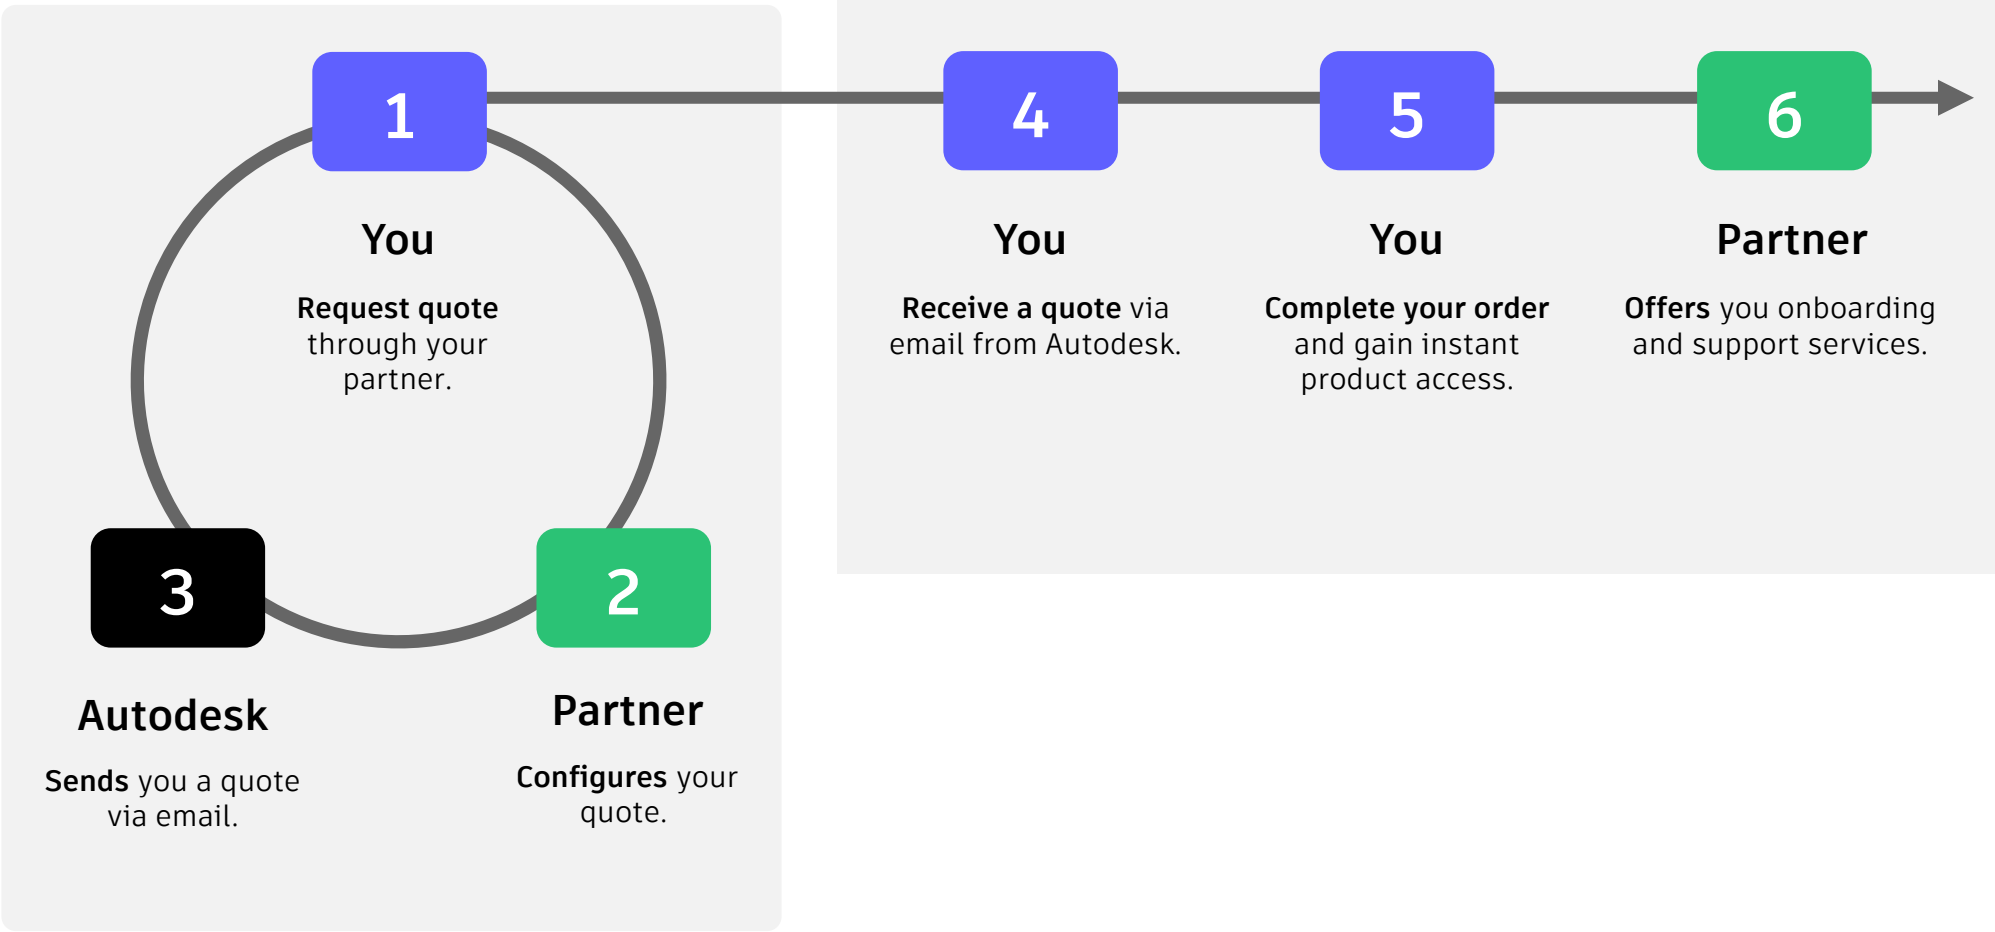 1
You
Request quote
through your
partner.
3
Autodesk
Sends you a quote
via email.
2
Partner
Configures your
quote.
4
You
Receive a quote via
email from Autodesk.
5
You
Complete your order
and gain instant
product access.
6
Partner
Offers you onboarding
and support services.